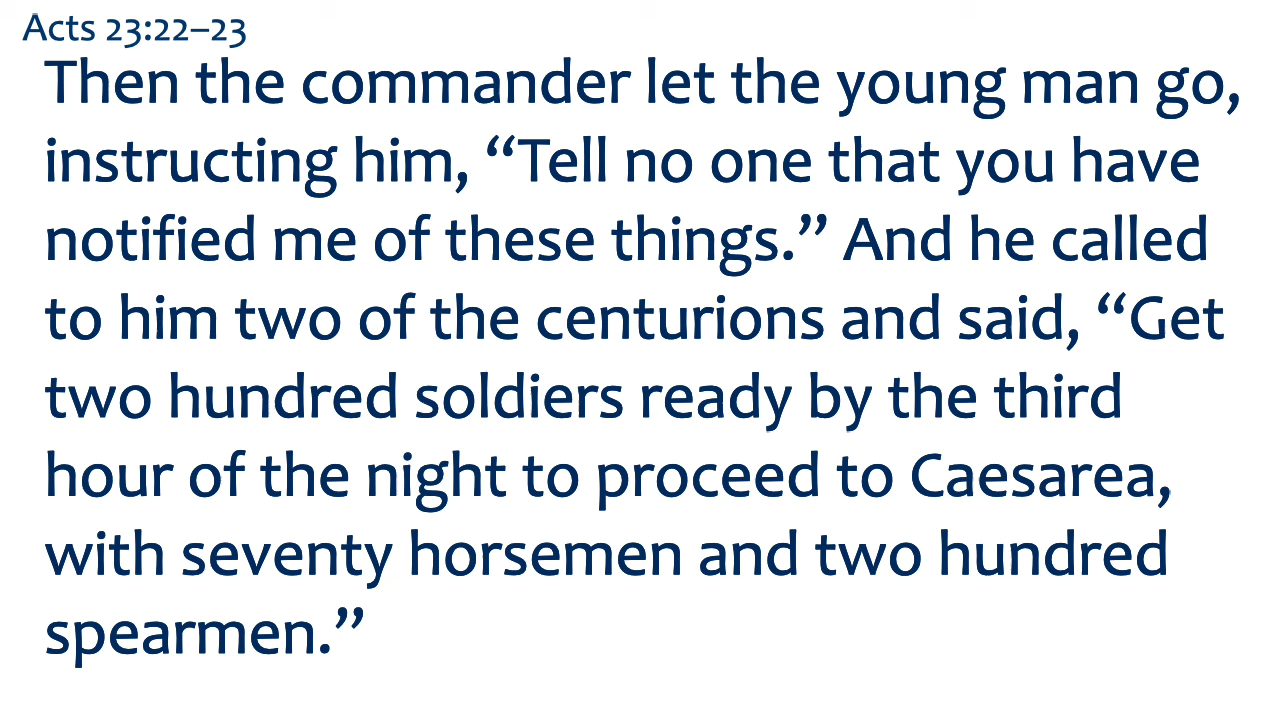 Acts 23:22–23
Then the commander let the young man go,
instructing him, “Tell no one that you have
notified me of these things.” And he called
to him two of the centurions and said, “Get
two hundred soldiers ready by the third
hour of the night to proceed to Caesarea,
with seventy horsemen and two hundred
spearmen.”